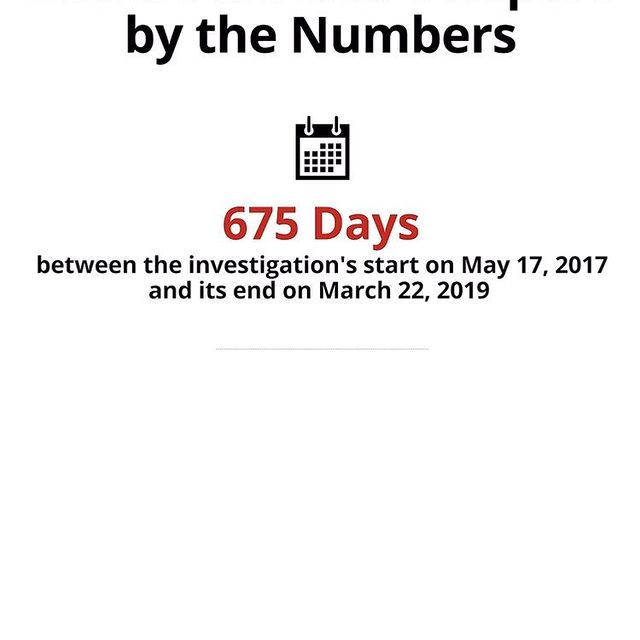 by the Numbers
675 Days
between the investigation's start on May 17, 2017
and its end on March 22, 2019